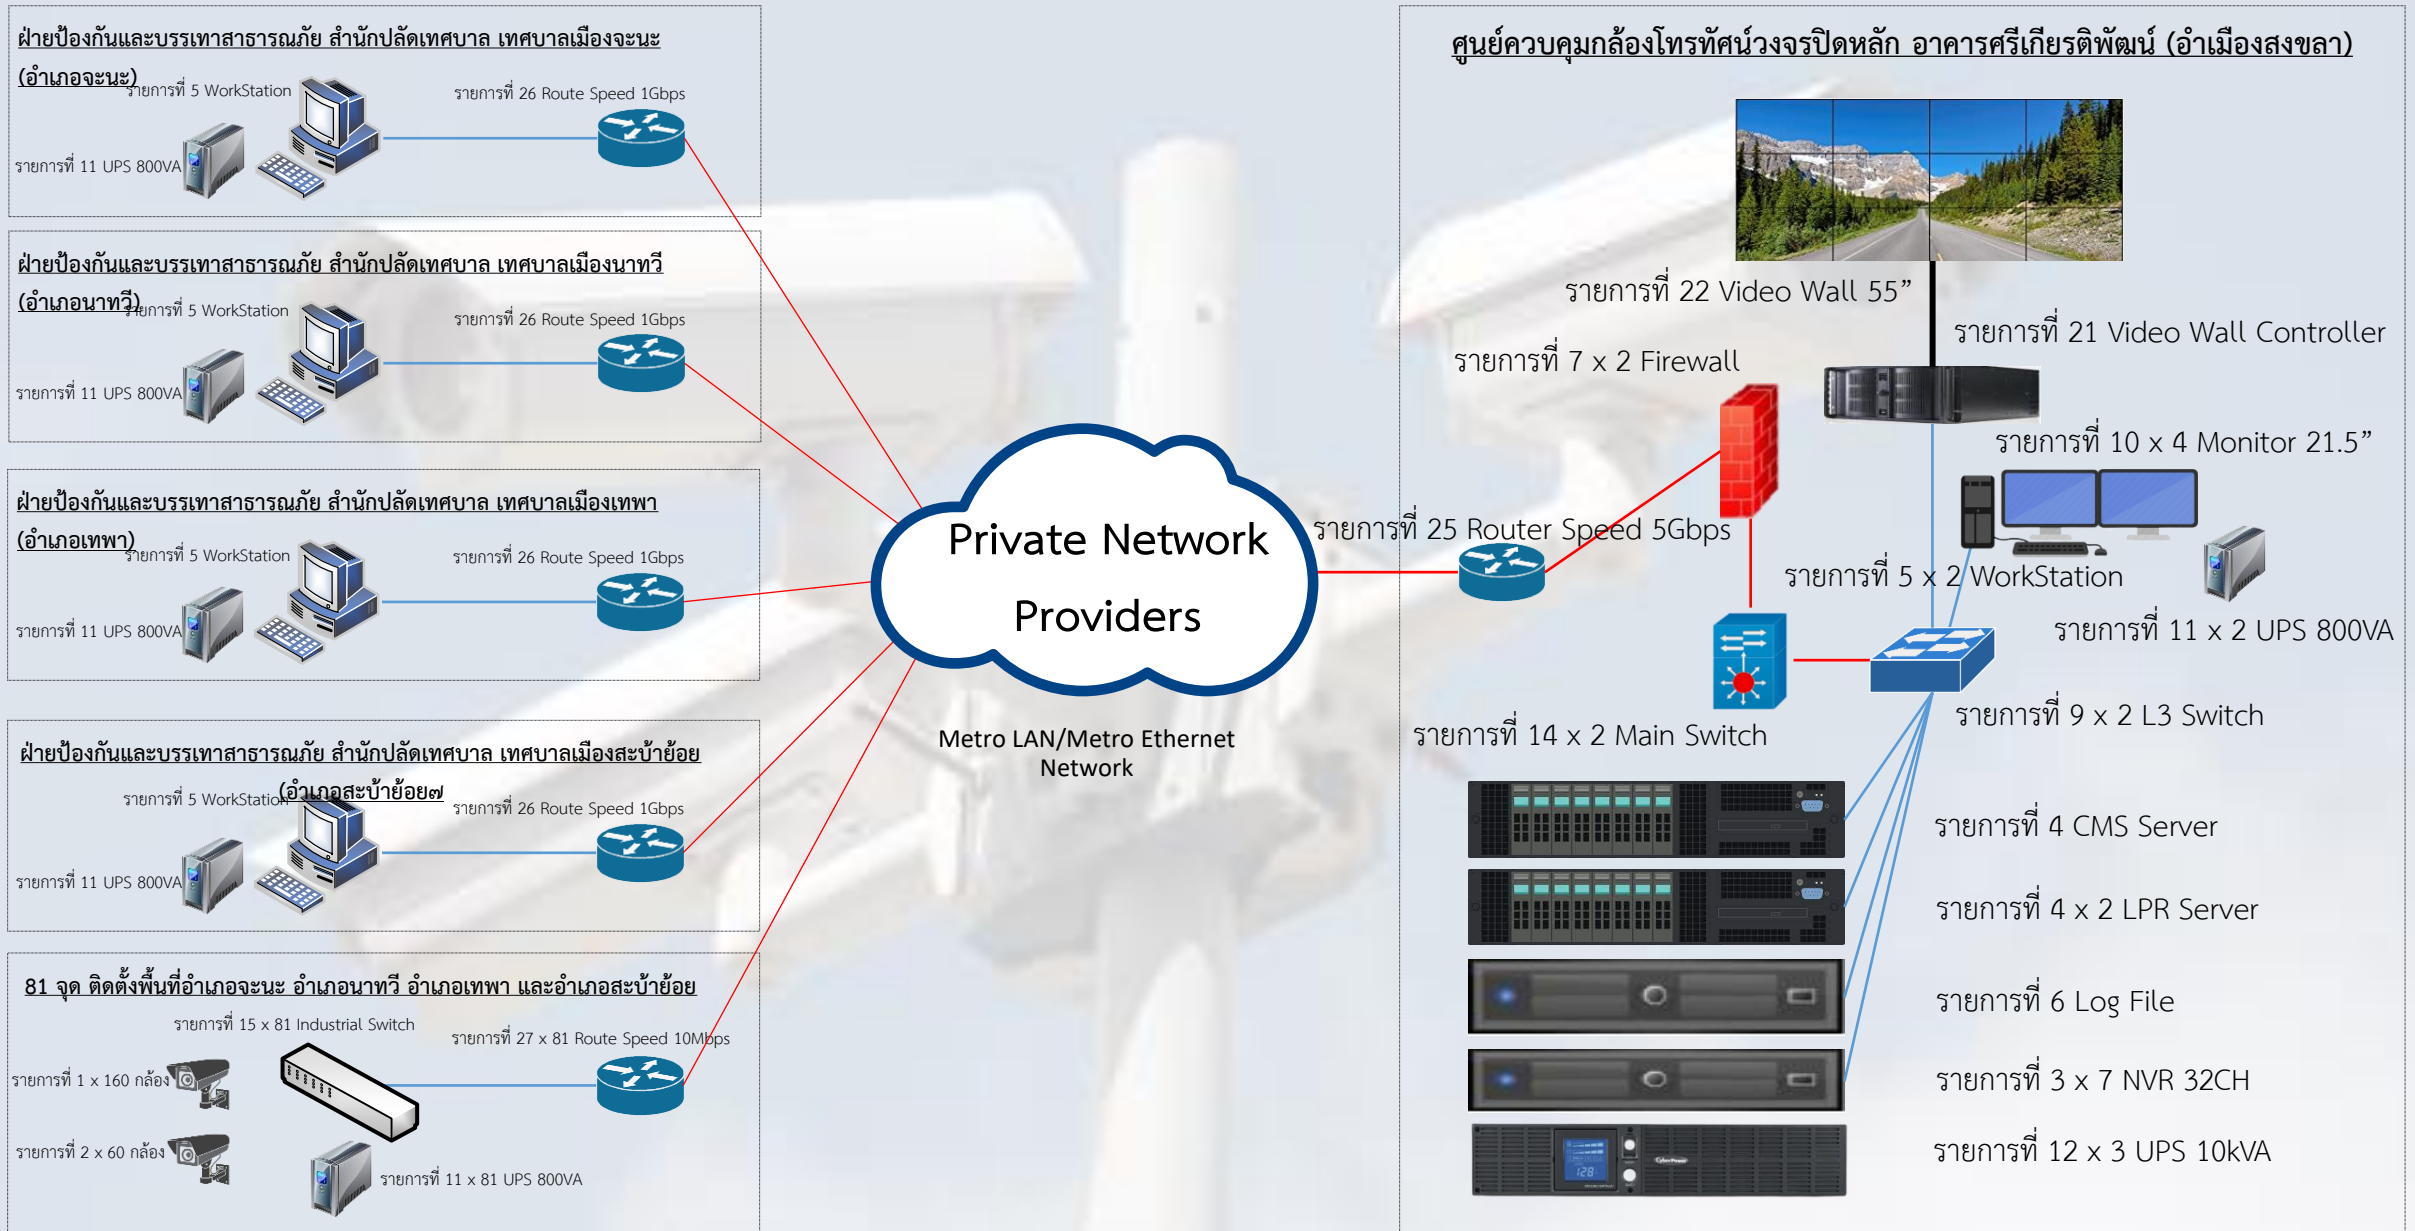 ฝ่ายป้องกันและบรรเทาสาธารณภัย สำนักปลัดเทศบาล เทศบาลเมืองจะนะ
(อำเภอจะนะ)
รายการที่ 5 WorkStation
รายการที่ 26 Route Speed 1Gbps
รายการที่ 11 UPS 800VA
ฝ่ายป้องกันและบรรเทาสาธารณภัย สำนักปลัดเทศบาล เทศบาลเมืองนาทวี
(อำเภอนาทวี)
รายการที่ 5 WorkStation
รายการที่ 26 Route Speed 1Gbps
รายการที่ 11 UPS 800VA
ฝ่ายป้องกันและบรรเทาสาธารณภัย สำนักปลัดเทศบาล เทศบาลเมืองเทพา
(อำเภอเทพา)
รายการที่ 5 WorkStation
รายการที่ 26 Route Speed 1Gbps
รายการที่ 11 UPS 800VA
ฝ่ายป้องกันและบรรเทาสาธารณภัย สำนักปลัดเทศบาล เทศบาลเมืองสะบ้าย้อย
(อำเภอสะบ้าย้อย๗
รายการที่ 5 WorkStation
รายการที่ 26 Route Speed 1Gbps
รายการที่ 11 UPS 800VA
81 จุด ติดตั้งพื้นที่อำเภอจะนะ อำเภอนาทวี อำเภอเทพา และอำเภอสะบ้าย้อย
รายการที่ 15 x 81 Industrial Switch
รายการที่ 27 x 81 Route Speed 10Mbps
รายการที่ 1 x 160 กล้อง
รายการที่ 2 x 60 กล้อง
รายการที่ 11 x 81 UPS 800VA
Private Network
Providers
Metro LAN/Metro Ethernet
Network
ศูนย์ควบคุมกล้องโทรทัศน์วงจรปิดหลัก อาคารศรีเกียรติพัฒน์ (อำเมืองสงขลา)
รายการที่ 22 Video Wall 55”
รายการที่ 21 Video Wall Controller
รายการที่ 7 x 2 Firewall
รายการที่ 10 x 4 Monitor 21.5”
รายการที่ 25 Router Speed 5Gbps
รายการที่ 5 x 2 WorkStation
รายการที่ 11 x 2 UPS 800VA
รายการที่ 9 x 2 L3 Switch
รายการที่ 14 x 2 Main Switch
รายการที่ 4 CMS Server
รายการที่ 4 x 2 LPR Server
รายการที่ 6 Log File
รายการที่ 3 x 7 NVR 32CH
รายการที่ 12 x 3 UPS 10kVA
CyberPower
128